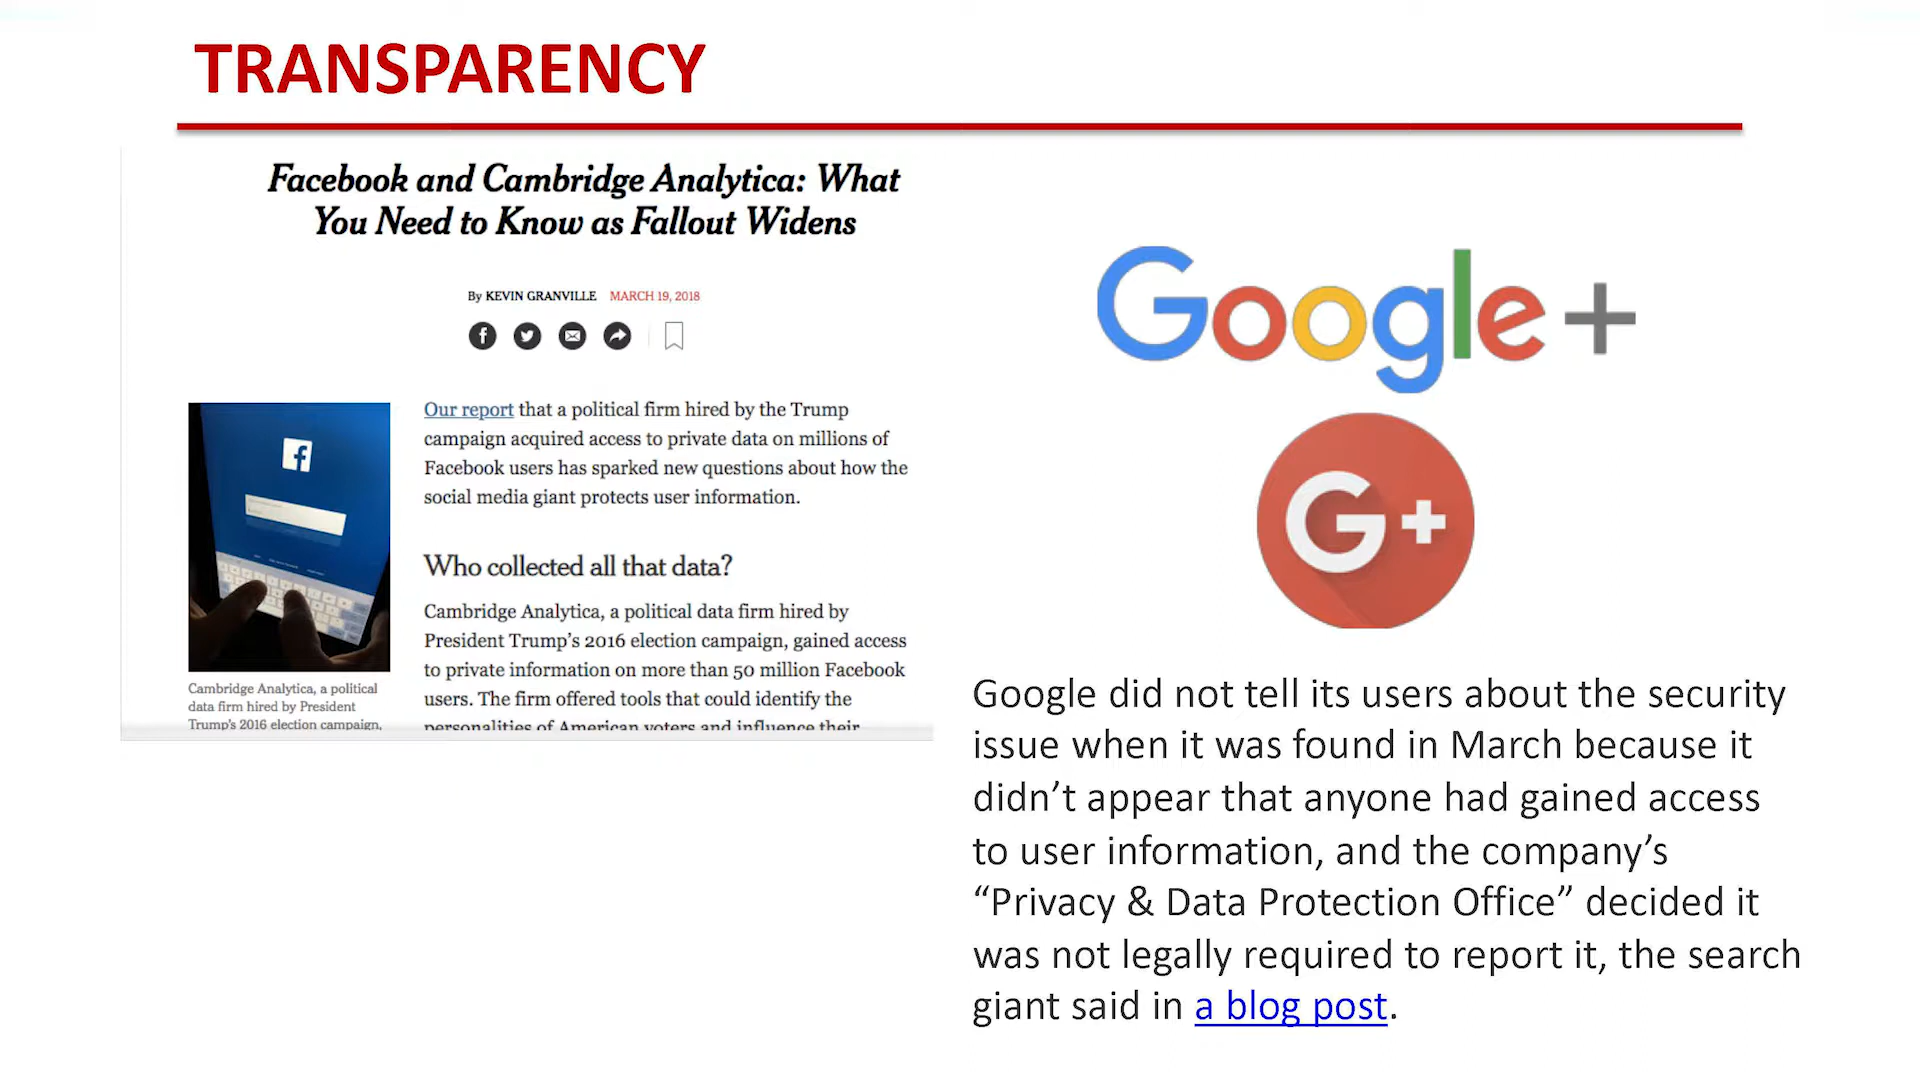 TRANSPARENCY
Facebook and Cambridge Analytica: What
You Need to Know as Fallout Widens
By KEVIN GRANVILLE MARCH 19, 2018
Our report that a political firm hired by the Trump
campaign acquired access to private data on millions of
Facebook users has sparked new questions about how the
social media giant protects user information.
Who collected all that data?
Cambridge Analytica, a political data firm hired by
President Trump's 2016 election campaign, gained access
to private information on more than 50 million Facebook
users. The firm offered tools that could identify the
personalities of American voters and influence their
Cambridge Analytica, a political
data firm hired by President
Trump's 2016 election campaign,
Google+
G+
Google did not tell its users about the security
issue when it was found in March because it
didn’t appear that anyone had gained access
to user information, and the company’s
“Privacy & Data Protection Office” decided it
was not legally required to report it, the search
giant said in a blog post.